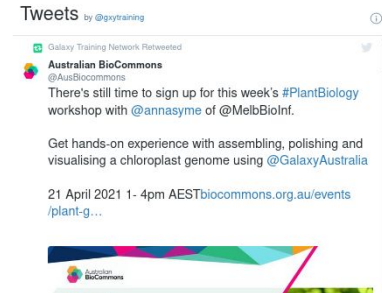 Tweets by @gxytraining
Galaxy Training Network Retweeted
Australian BioCommons
@AusBiocommons
There's still time to sign up for this week's #PlantBiology
workshop with @annasyme of @MelbBioInf.
Get hands-on experience with assembling, polishing and
visualising a chloroplast genome using @GalaxyAustralia
21 April 2021 1- 4pm AESTbiocommons.org.au/events
/plant-g…
Australian
BioCommons